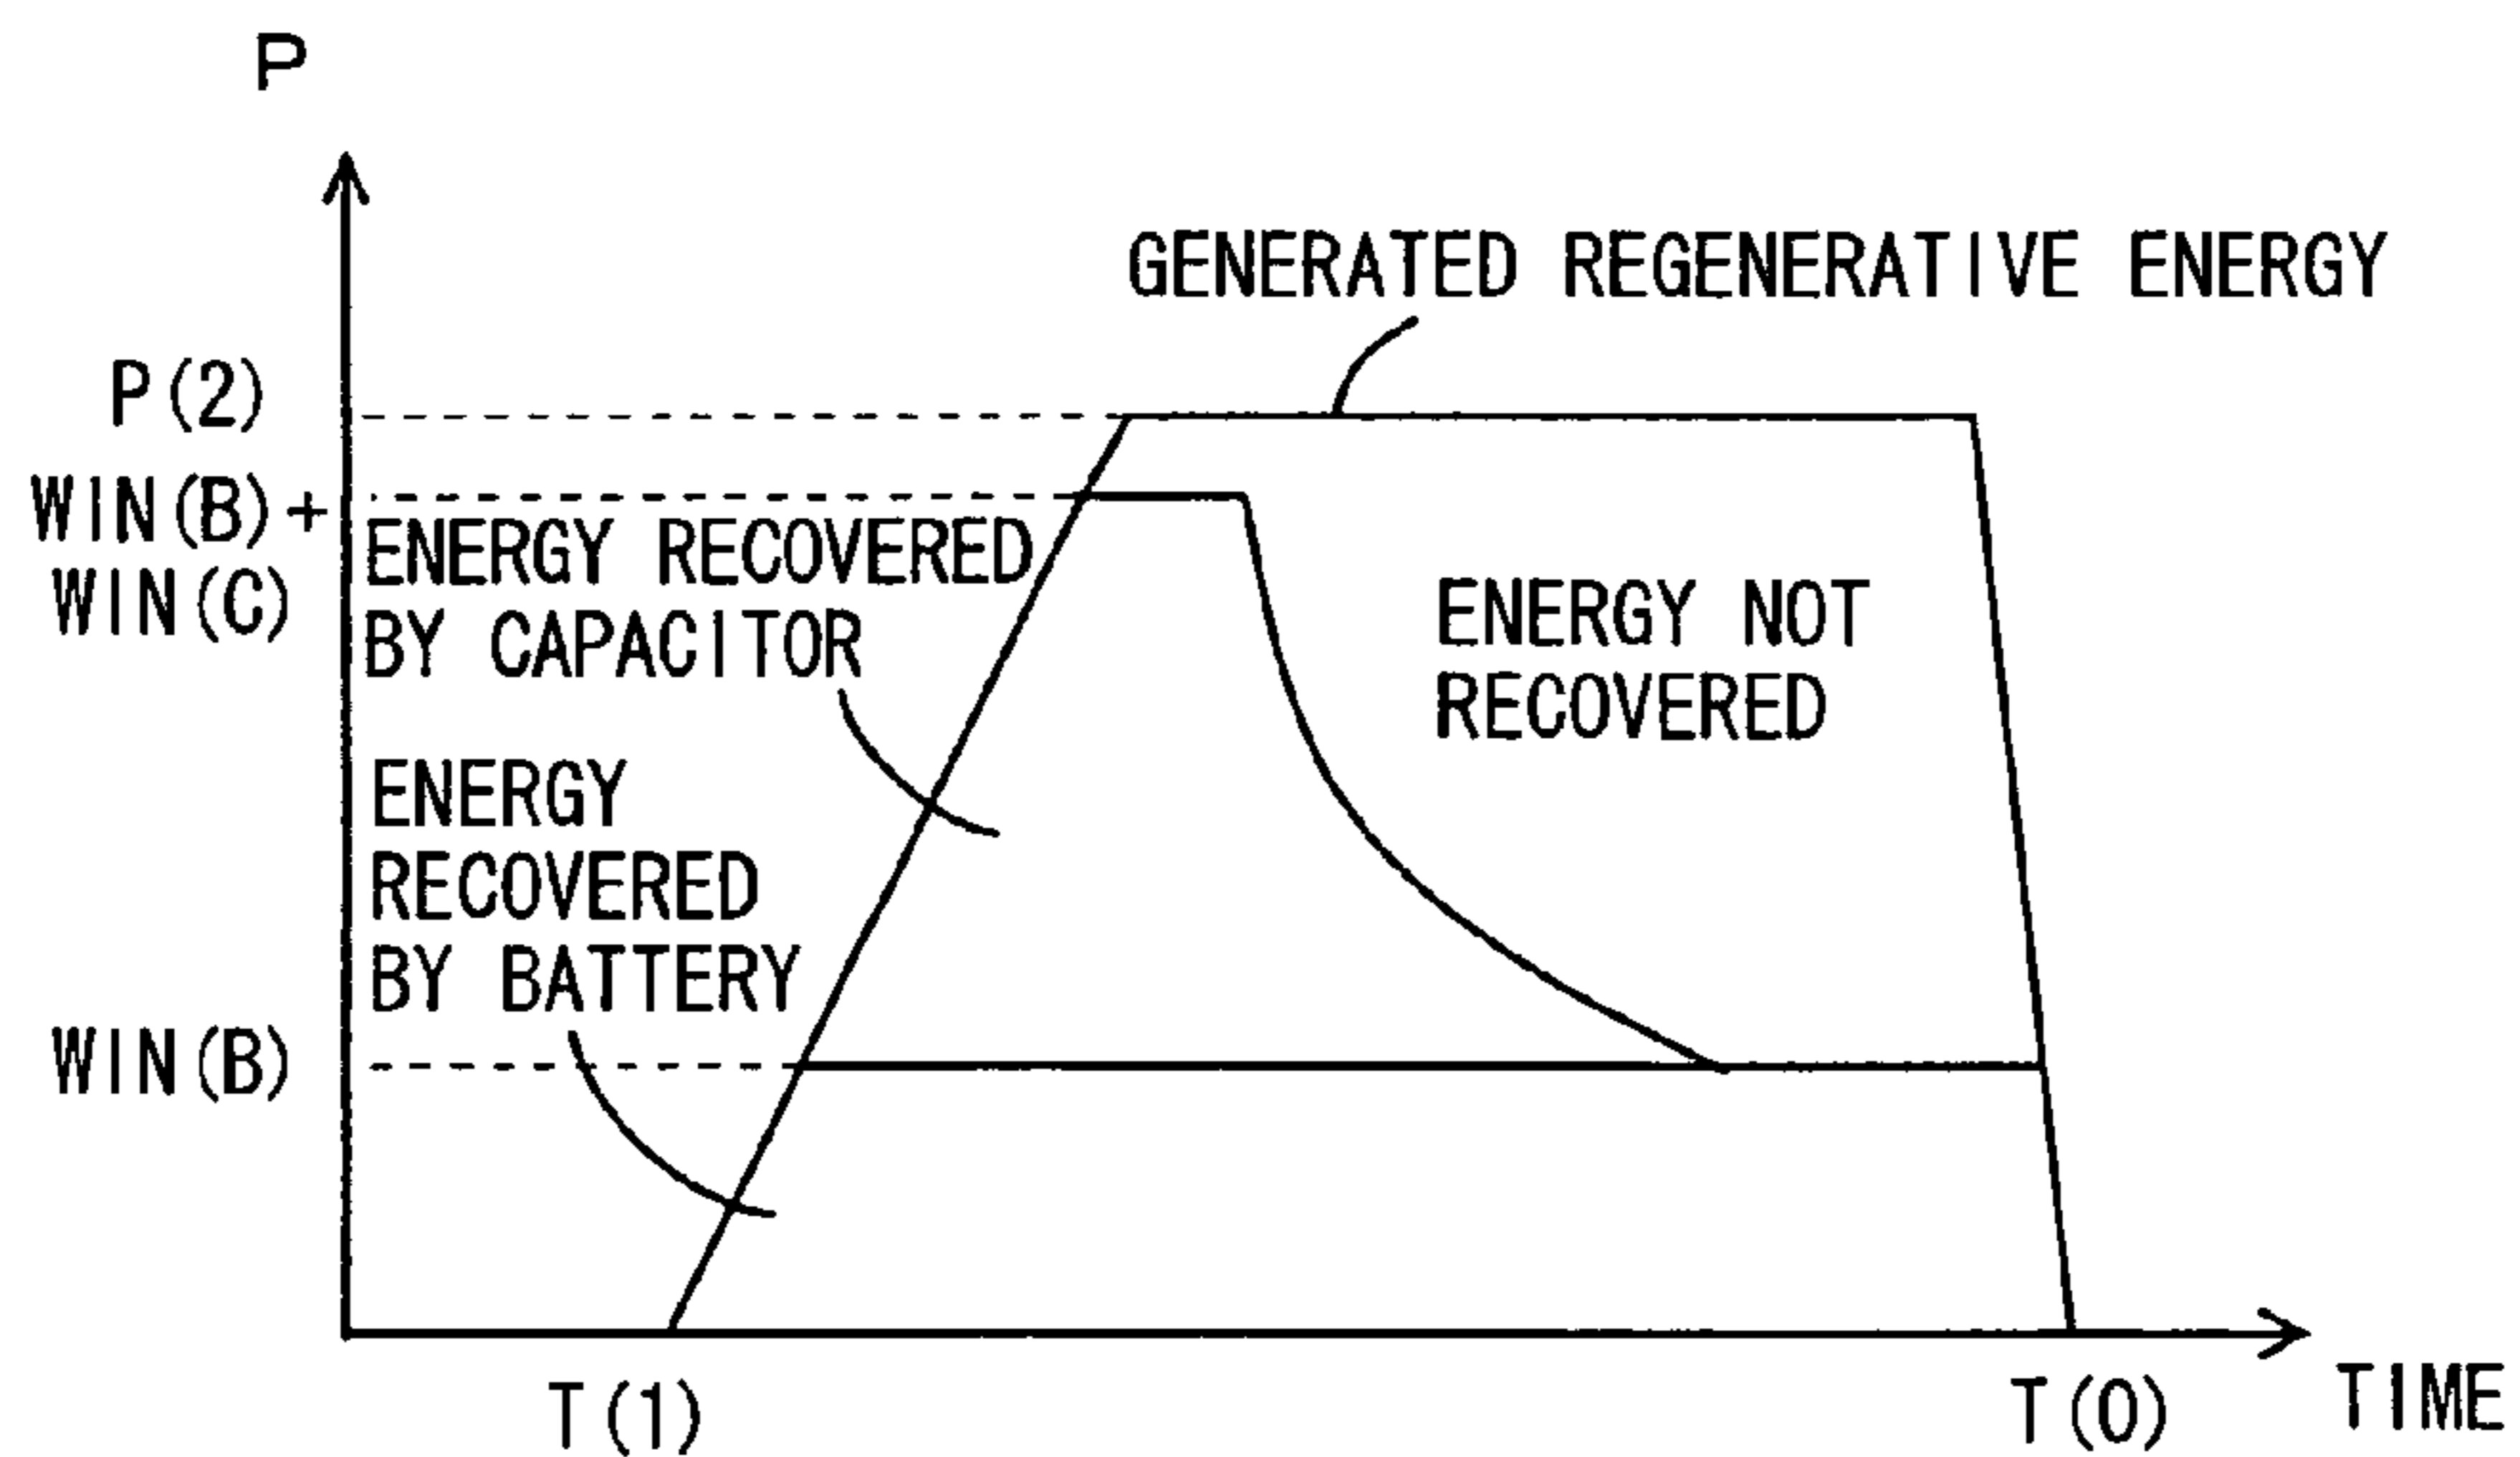 P
GENERATED REGENERATIVE ENERGY
P(2)
WIN(B)+
WIN(C)
ENERGY RECOVERED
BY CAPACITOR
ENERGY NOT
RECOVERED
ENERGY
RECOVERED
BY BATTERY
WIN(B)
T(1)
T(0)
TIME